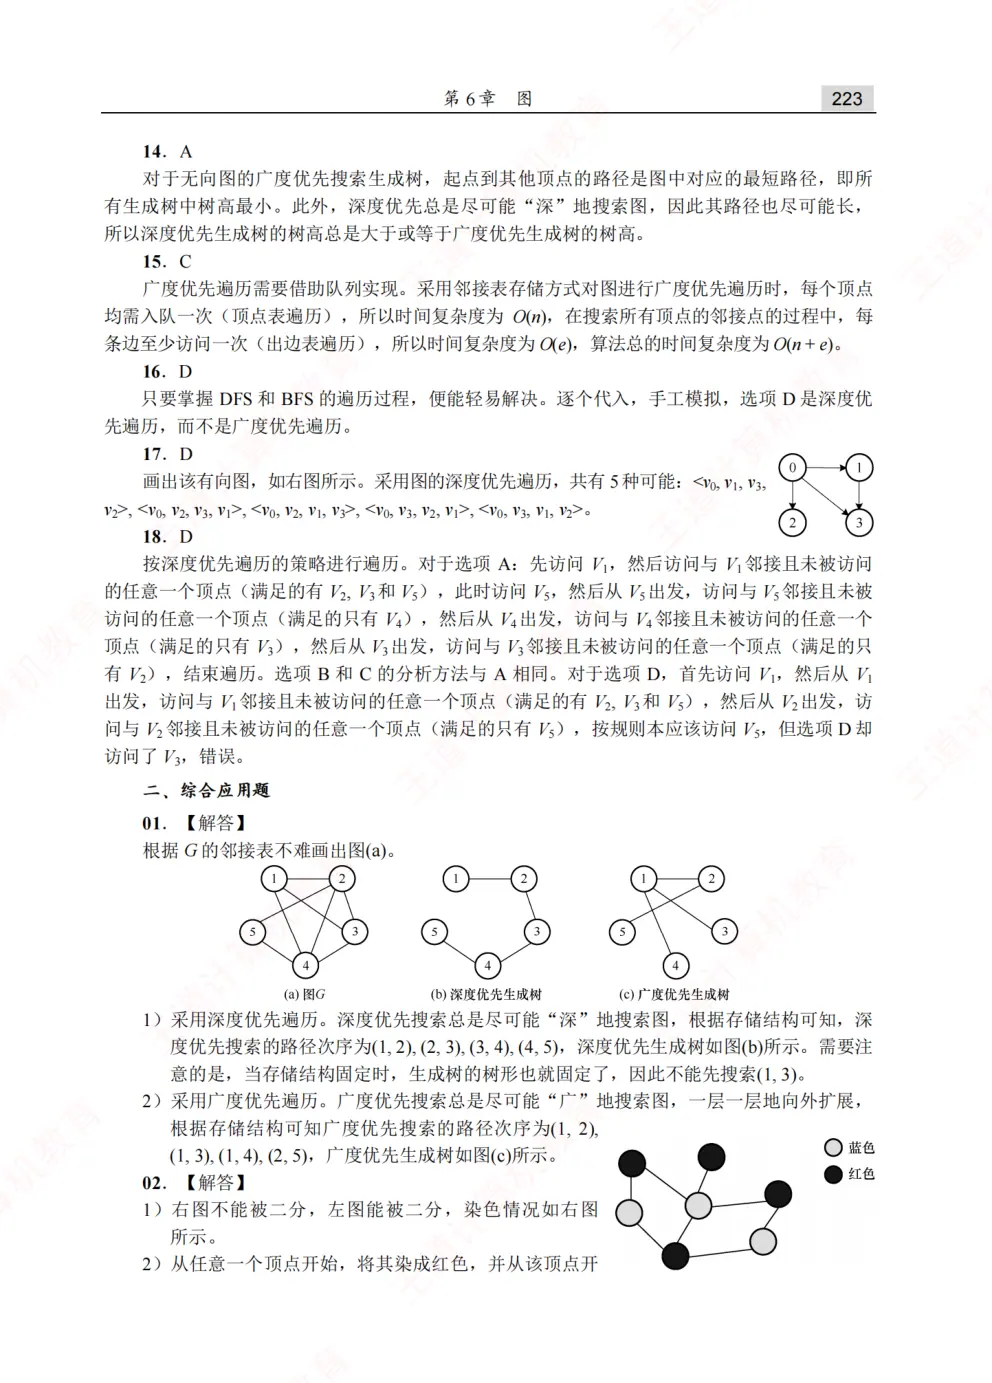 第 6 章 图 223
14．A
对于无向图的广度优先搜索生成树，起点到其他顶点的路径是图中对应的最短路径，即所
有生成树中树高最小。此外，深度优先总是尽可能“深”地搜索图，因此其路径也尽可能长，
所以深度优先生成树的树高总是大于或等于广度优先生成树的树高。
15．C
广度优先遍历需要借助队列实现。采用邻接表存储方式对图进行广度优先遍历时，每个顶点
均需入队一次（顶点表遍历），所以时间复杂度为 O(n)，在搜索所有顶点的邻接点的过程中，每
条边至少访问一次（出边表遍历），所以时间复杂度为 O(e)，算法总的时间复杂度为 O(n + e)。
16．D
只要掌握 DFS 和 BFS 的遍历过程，便能轻易解决。逐个代入，手工模拟，选项 D 是深度优
先遍历，而不是广度优先遍历。
17．D
画出该有向图，如右图所示。采用图的深度优先遍历，共有 5 种可能：<v0, v1, v3,
v2>, <v0, v2, v3, v1>, <v0, v2, v1, v3>, <v0, v3, v2, v1>, <v0, v3, v1, v2>。
0 1
2 3
18．D
按深度优先遍历的策略进行遍历。对于选项 A：先访问 V1，然后访问与 V1 邻接且未被访问
的任意一个顶点（满足的有 V2, V3 和 V5），此时访问 V5，然后从 V5 出发，访问与 V5 邻接且未被
访问的任意一个顶点（满足的只有 V4），然后从 V4 出发，访问与 V4 邻接且未被访问的任意一个
顶点（满足的只有 V3），然后从 V3 出发，访问与 V3 邻接且未被访问的任意一个顶点（满足的只
有 V2），结束遍历。选项 B 和 C 的分析方法与 A 相同。对于选项 D，首先访问 V1，然后从 V1
出发，访问与 V1 邻接且未被访问的任意一个顶点（满足的有 V2, V3 和 V5），然后从 V2 出发，访
问与 V2 邻接且未被访问的任意一个顶点（满足的只有 V5），按规则本应该访问 V5，但选项 D 却
访问了 V3，错误。
二、综合应用题
01．【解答】
根据 G 的邻接表不难画出图(a)。
1 2 1 2 1 2
5 3 5 3 5 3
4 4 4
(a) 图G (b) 深度优先生成树 (c) 广度优先生成树
1）采用深度优先遍历。深度优先搜索总是尽可能“深”地搜索图，根据存储结构可知，深
度优先搜索的路径次序为(1, 2), (2, 3), (3, 4), (4, 5)，深度优先生成树如图(b)所示。需要注
意的是，当存储结构固定时，生成树的树形也就固定了，因此不能先搜索(1, 3)。
2）采用广度优先遍历。广度优先搜索总是尽可能“广”地搜索图，一层一层地向外扩展，
根据存储结构可知广度优先搜索的路径次序为(1, 2),
(1, 3), (1, 4), (2, 5)，广度优先生成树如图(c)所示。
02．【解答】
1）右图不能被二分，左图能被二分，染色情况如右图
所示。
2）从任意一个顶点开始，将其染成红色，并从该顶点开
蓝色
红色